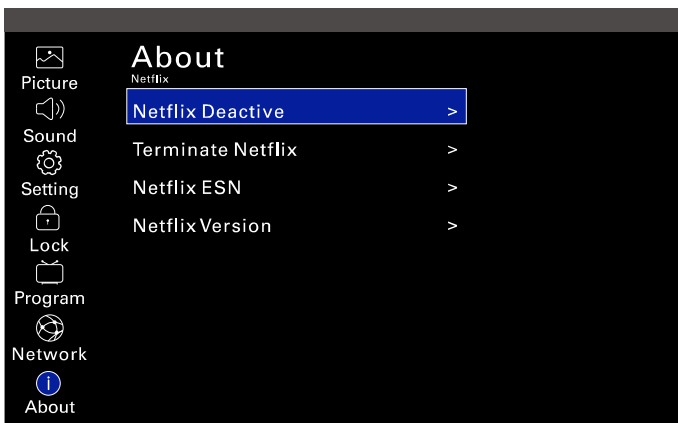 Picture
Sound
Setting
Lock
Program
Network
About
About
Netflix
Netflix Deactive >
Terminate Netflix >
Netflix ESN >
Netflix Version >